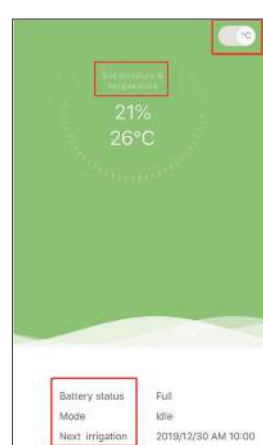 °C
Soil moisture &
temperature
21%
26°C
Battery status Full
Mode Idle
Next irrigation 2019/12/30 AM 10:00